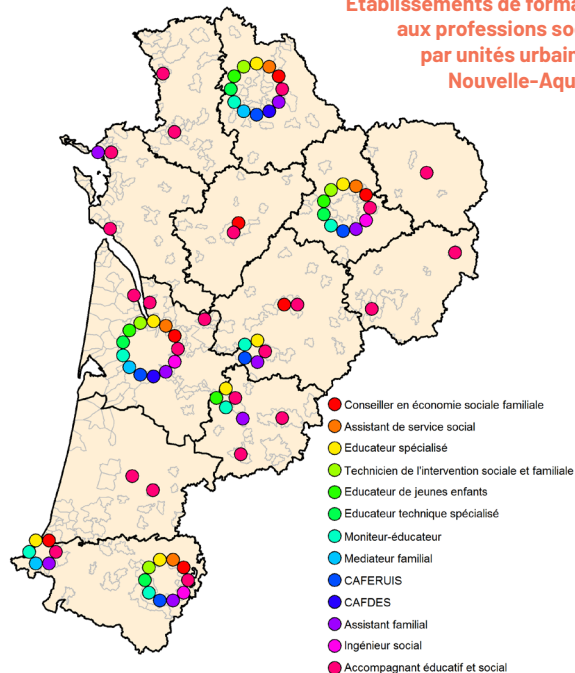 Etablissements de forma
aux professions so
par unités urbai
Nouvelle-Aqu
Conseiller en économie sociale familiale
Assistant de service social
Educateur spécialisé
Technicien de l'intervention sociale et familiale
Educateur de jeunes enfants
Educateur technique spécialisé
Moniteur-éducateur
Mediateur familial
CAFERUIS
CAFDES
Assistant familial
Ingénieur social
Accompagnant éducatif et social